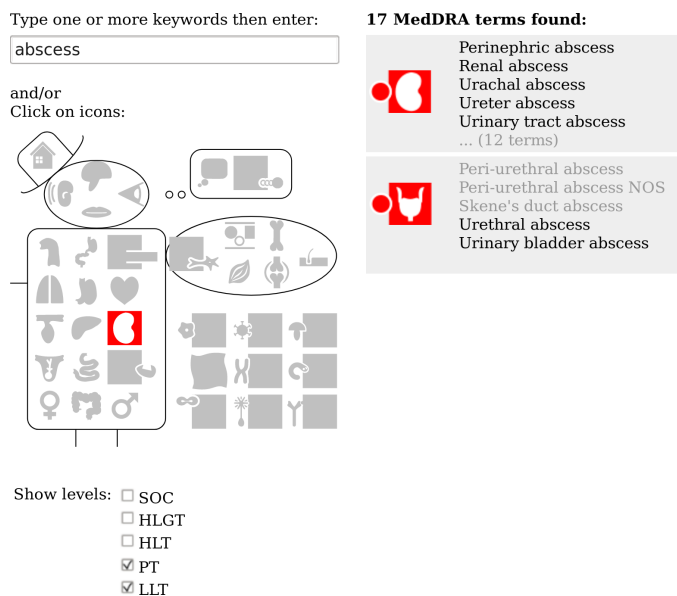 Type one or more keywords then enter:
abscess
and/or
Click on icons:
Show levels:
SOC
HLGT
HLT
PT
LLT
17 MedDRA terms found:
Perinephric abscess
Renal abscess
Urachal abscess
Ureter abscess
Urinary tract abscess
... (12 terms)
Peri-urethral abscess
Peri-urethral abscess NOS
Skene's duct abscess
Urethral abscess
Urinary bladder abscess